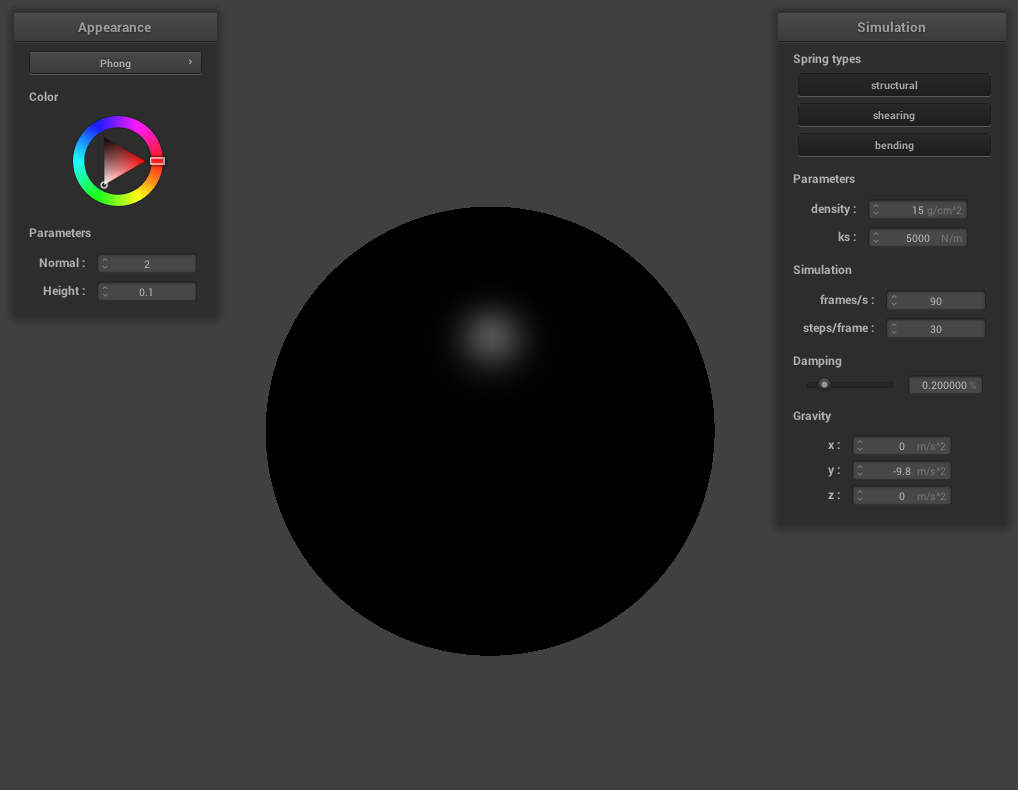 Appearance
Phong ›
Color
Parameters
Normal : 2
Height : 0.1
Simulation
Spring types
structural
shearing
bending
Parameters
density : 15 g/cm^2
ks : 5000 N/m
Simulation
frames/s : 90
steps/frame : 30
Damping
0.200000 %
Gravity
x : 0 m/s^2
y : -9.8 m/s^2
z : 0 m/s^2